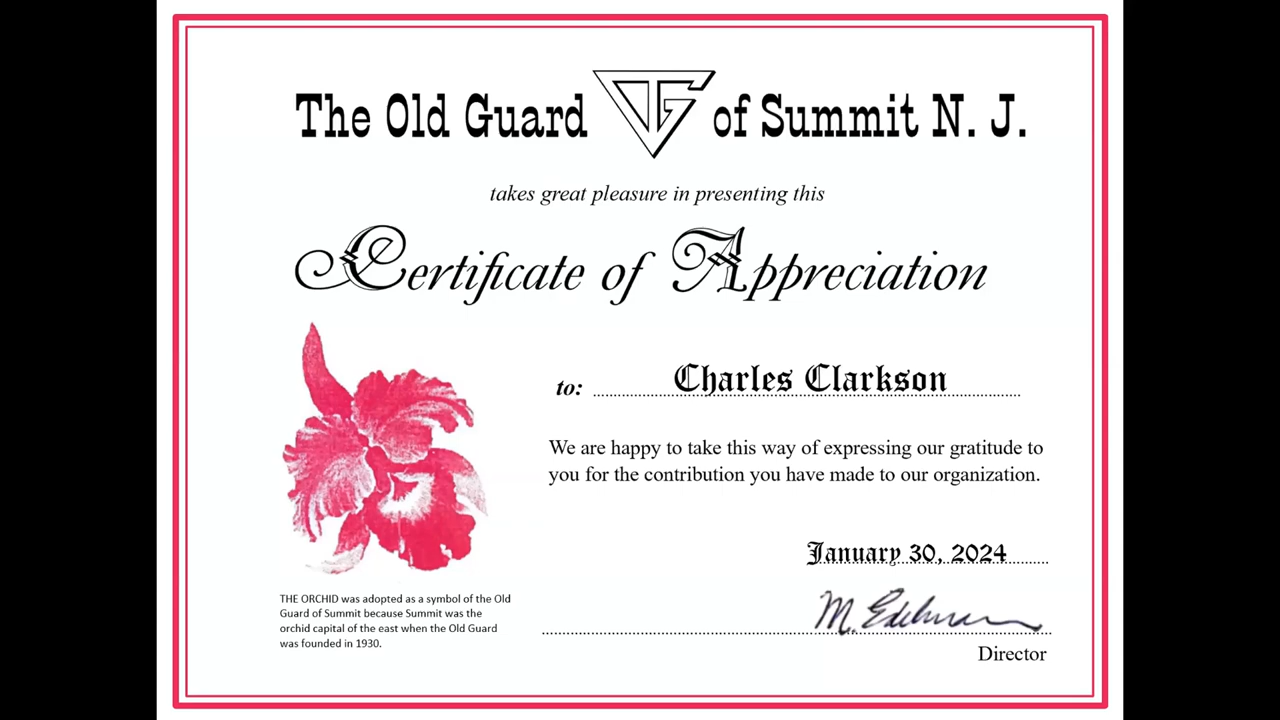 The Old Guard TG of Summit N. J.
takes great pleasure in presenting this
Certificate of Appreciation
to: Charles Clarkson
We are happy to take this way of expressing our gratitude to
you for the contribution you have made to our organization.
January 30, 2024
M. Edelman
Director
THE ORCHID was adopted as a symbol of the Old
Guard of Summit because Summit was the
orchid capital of the east when the Old Guard
was founded in 1930.